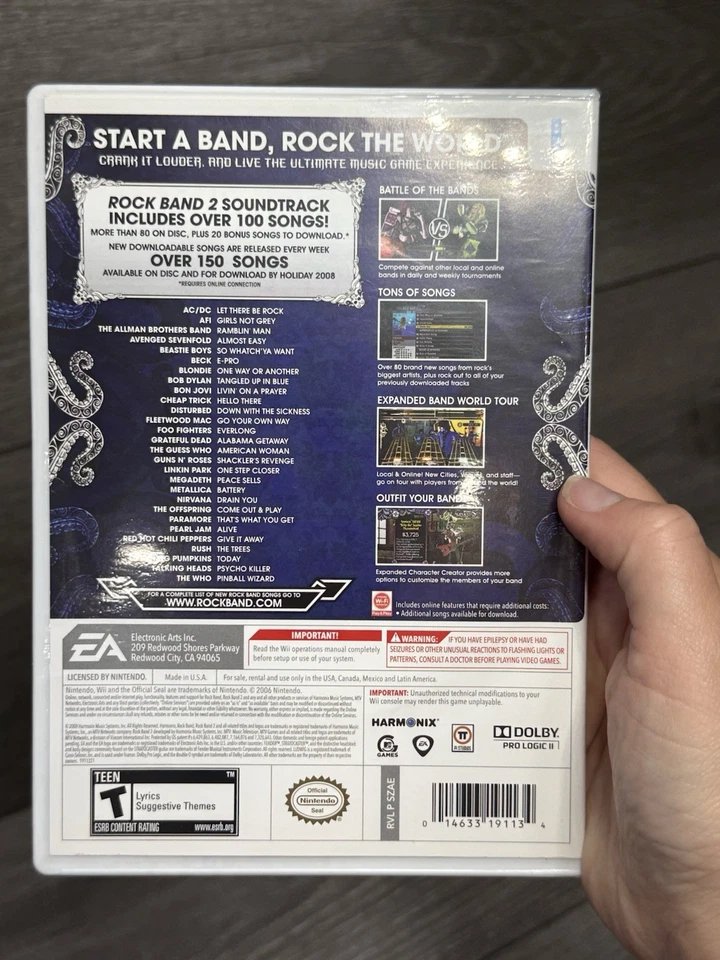 START A BAND, ROCK THE WORLD
CRANK IT LOUDER, AND LIVE THE ULTIMATE MUSIC GAME EXPERIENCE.
ROCK BAND 2 SOUNDTRACK
INCLUDES OVER 100 SONGS!
MORE THAN 80 ON DISC, PLUS 20 BONUS SONGS TO DOWNLOAD.*
NEW DOWNLOADABLE SONGS ARE RELEASED EVERY WEEK
OVER 150 SONGS
AVAILABLE ON DISC AND FOR DOWNLOAD BY HOLIDAY 2008
*REQUIRES ONLINE CONNECTION
AC/DC LET THERE BE ROCK
AFI GIRLS NOT GREY
THE ALLMAN BROTHERS BAND RAMBLIN' MAN
AVENGED SEVENFOLD ALMOST EASY
BEASTIE BOYS SO WHATCH'YA WANT
BECK E-PRO
BLONDIE ONE WAY OR ANOTHER
BOB DYLAN TANGLED UP IN BLUE
BON JOVI LIVIN' ON A PRAYER
CHEAP TRICK HELLO THERE
DISTURBED DOWN WITH THE SICKNESS
FLEETWOOD MAC GO YOUR OWN WAY
FOO FIGHTERS EVERLONG
GRATEFUL DEAD ALABAMA GETAWAY
THE GUESS WHO AMERICAN WOMAN
GUNS N' ROSES SHACKLER'S REVENGE
LINKIN PARK ONE STEP CLOSER
MEGADETH PEACE SELLS
METALLICA BATTERY
NIRVANA DRAIN YOU
THE OFFSPRING COME OUT & PLAY
PARAMORE THAT'S WHAT YOU GET
PEARL JAM ALIVE
RED HOT CHILI PEPPERS GIVE IT AWAY
RUSH THE TREES
PUMPKINS TODAY
TALKING HEADS PSYCHO KILLER
THE WHO PINBALL WIZARD
FOR A COMPLETE LIST OF NEW ROCK BAND SONGS GO TO
WWW.ROCKBAND.COM
BATTLE OF THE BANDS
VS
Compete against other local and online
bands in daily and weekly tournaments
TONS OF SONGS
Over 80 brand new songs from rock's
biggest artists, plus rock out to all of your
previously downloaded tracks
EXPANDED BAND WORLD TOUR
Local & Online! New Cities, and staff—
go on tour with players from the world!
OUTFIT YOUR BAND
$3,725
Expanded Character Creator provides more
options to customize the members of your band
Wi-Fi
Includes online features that require additional costs:
• Additional songs available for download.
EA
Electronic Arts Inc.
209 Redwood Shores Parkway
Redwood City, CA 94065
IMPORTANT!
Read the Wii operations manual completely
before setup or use of your system.
WARNING: IF YOU HAVE EPILEPSY OR HAVE HAD
SEIZURES OR OTHER UNUSUAL REACTIONS TO FLASHING LIGHTS OR
PATTERNS, CONSULT A DOCTOR BEFORE PLAYING VIDEO GAMES.
LICENSED BY NINTENDO. Made in U.S.A. For sale, rental and use only in the USA, Canada, Mexico and Latin America.
Nintendo, Wii and the Official Seal are trademarks of Nintendo. © 2006 Nintendo.
IMPORTANT: Unauthorized technical modifications to your
Wii console may render this game unplayable.
HARMONIX
MTV GAMES
EA
Pi STUDIOS
DOLBY
PRO LOGIC II
TEEN TM
T
Lyrics
Suggestive Themes
ESRB CONTENT RATING www.esrb.org
Official
Nintendo
Seal
RVL P SZAE
0 14633 19113 4